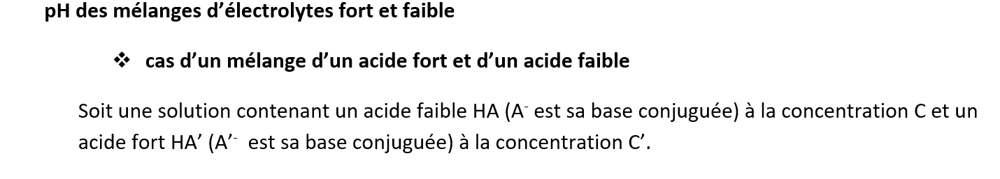 pH des mélanges d’électrolytes fort et faible
❖ cas d’un mélange d’un acide fort et d’un acide faible
Soit une solution contenant un acide faible HA (A⁻ est sa base conjuguée) à la concentration C et un
acide fort HA’ (A’⁻ est sa base conjuguée) à la concentration C’.